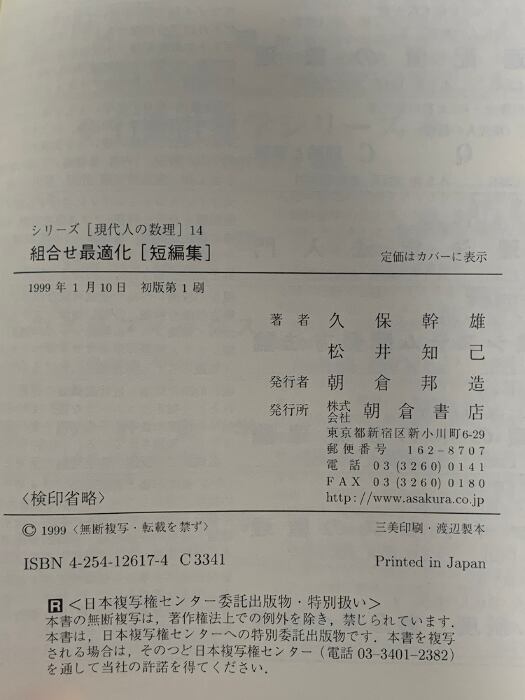 シリーズ［現代人の数理］14
組合せ最適化［短編集］
定価はカバーに表示
1999 年 1 月 10 日　初版第 1 刷
著 者　久 保 幹 雄
松 井 知 己
発行者　朝 倉 邦 造
発行所　株式会社　朝 倉 書 店
東京都新宿区新小川町6-29
郵便番号　162-8707
電 話　03(3260)0141
FAX　03(3260)0180
http://www.asakura.co.jp
〈検印省略〉
© 1999〈無断複写・転載を禁ず〉　三美印刷・渡辺製本
ISBN 4-254-12617-4 C 3341　Printed in Japan
R ＜日本複写権センター委託出版物・特別扱い＞
本書の無断複写は，著作権法上での例外を除き，禁じられています．
本書は，日本複写権センターへの特別委託出版物です．本書を複写
される場合は，そのつど日本複写権センター（電話 03-3401-2382）
を通して当社の許諾を得てください．